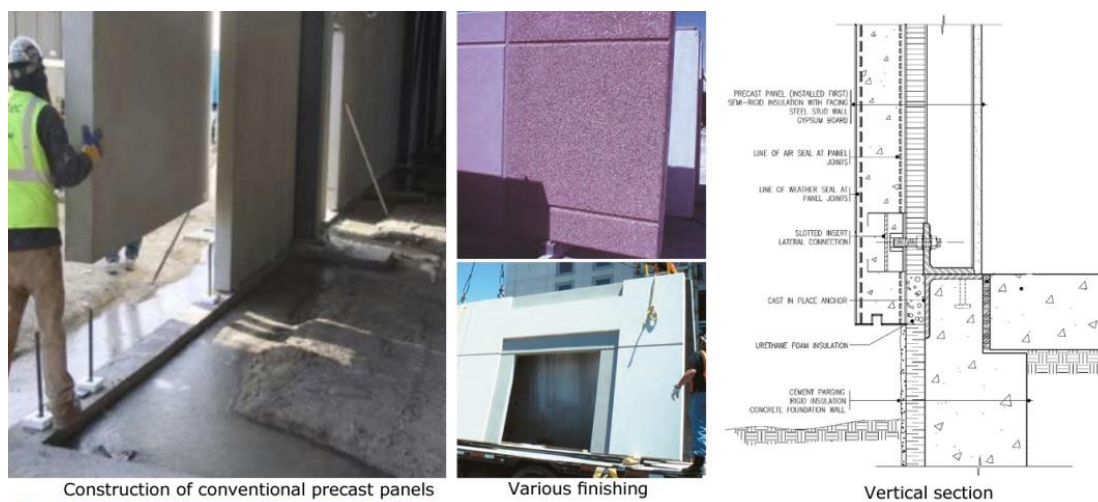 PRECAST PANEL (INSTALLED FIRST)
SEMI-RIGID INSULATION WITH FACING
STEEL STUD WALL
GYPSUM BOARD
LINE OF AIR SEAL AT PANEL
JOINTS
LINE OF WEATHER SEAL AT
PANEL JOINTS
SLOTTED INSERT
LATERAL CONNECTION
CAST IN PLACE ANCHOR
URETHANE FOAM INSULATION
CEMENT PARGING
RIGID INSULATION
CONCRETE FOUNDATION WALL
Construction of conventional precast panels
Various finishing
Vertical section